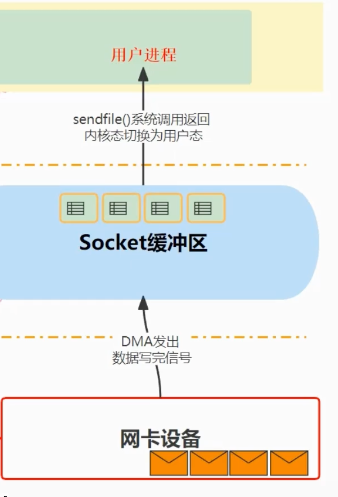 用户进程
sendfile()系统调用返回
内核态切换为用户态
Socket缓冲区
DMA发出
数据写完信号
网卡设备